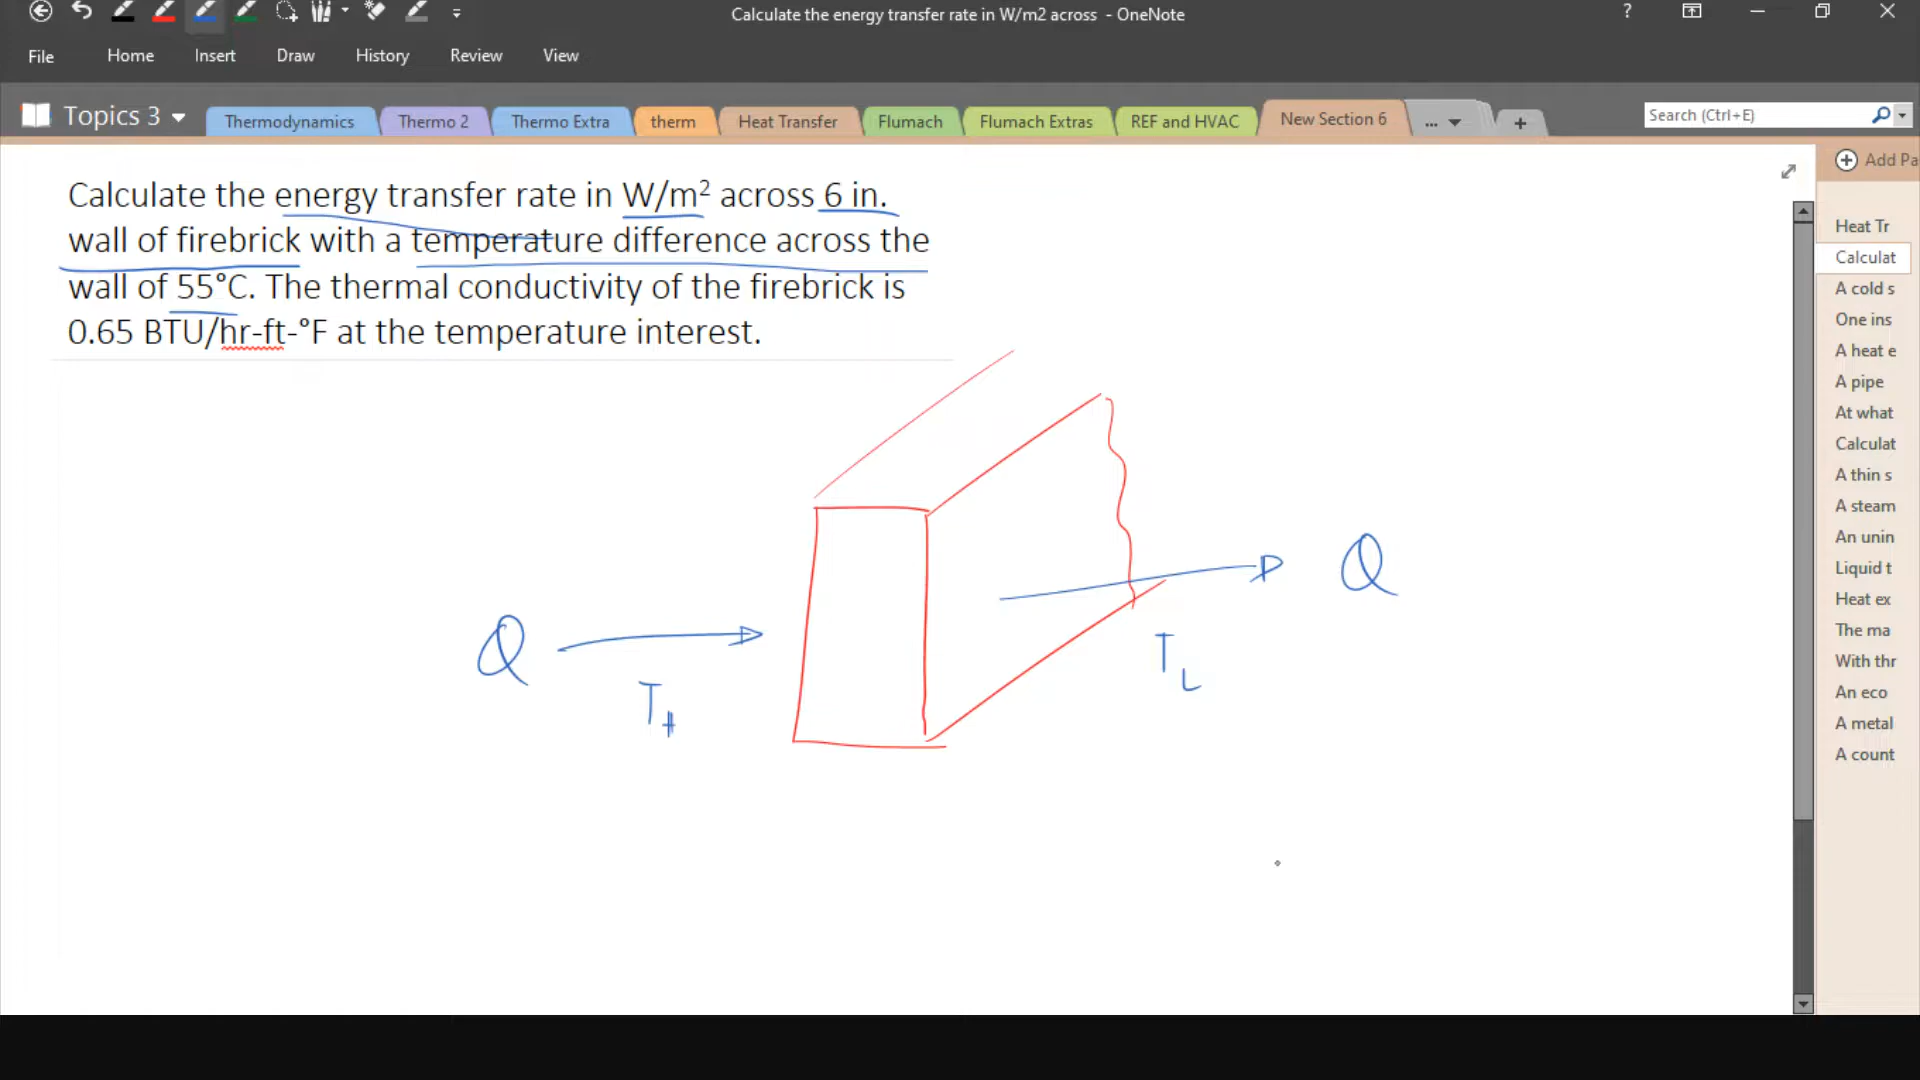 Calculate the energy transfer rate in W/m2 across - OneNote
?
File Home Insert Draw History Review View
Topics 3
Thermodynamics Thermo 2 Thermo Extra therm Heat Transfer Flumach Flumach Extras REF and HVAC New Section 6 ... +
Search (Ctrl+E)
Add Pa
Calculate the energy transfer rate in W/m² across 6 in.
wall of firebrick with a temperature difference across the
wall of 55°C. The thermal conductivity of the firebrick is
0.65 BTU/hr-ft-°F at the temperature interest.
Q
Q
T_H
T_L
Heat Tr
Calculat
A cold s
One ins
A heat e
A pipe
At what
Calculat
A thin s
A steam
An unin
Liquid t
Heat ex
The ma
With thr
An eco
A metal
A count